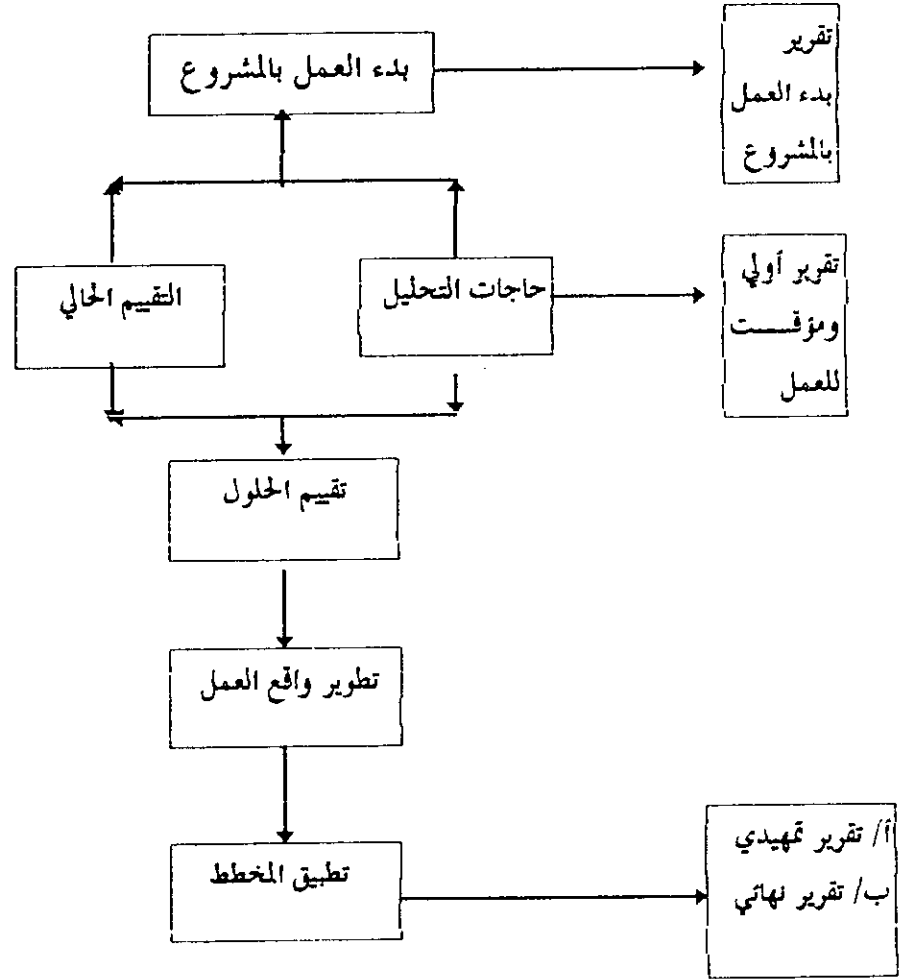 بدء العمل بالمشروع
تقرير
بدء العمل
بالمشروع
حاجات التحليل
التقييم الحالي
تقرير أولي
ومؤقـــت
للعمل
تقييم الحلول
تطوير واقع العمل
تطبيق المخطط
أ/ تقرير تمهيدي
ب/ تقرير نهائي